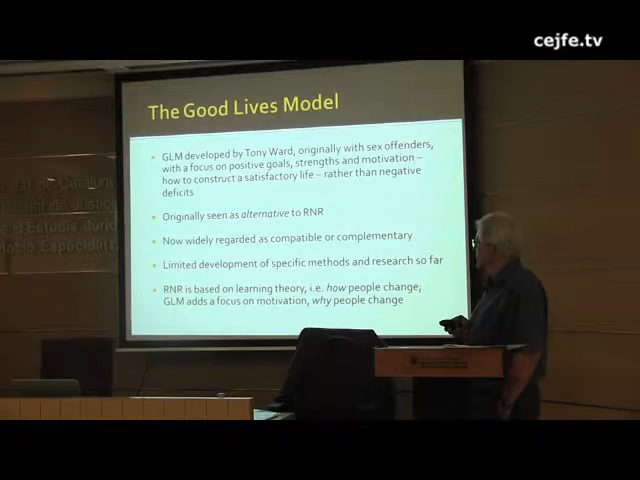 cejfe.tv
The Good Lives Model
GLM developed by Tony Ward, originally with sex offenders,
with a focus on positive goals, strengths and motivation –
how to construct a satisfactory life – rather than negative
deficits
Originally seen as alternative to RNR
Now widely regarded as compatible or complementary
Limited development of specific methods and research so far
RNR is based on learning theory, i.e. how people change;
GLM adds a focus on motivation, why people change